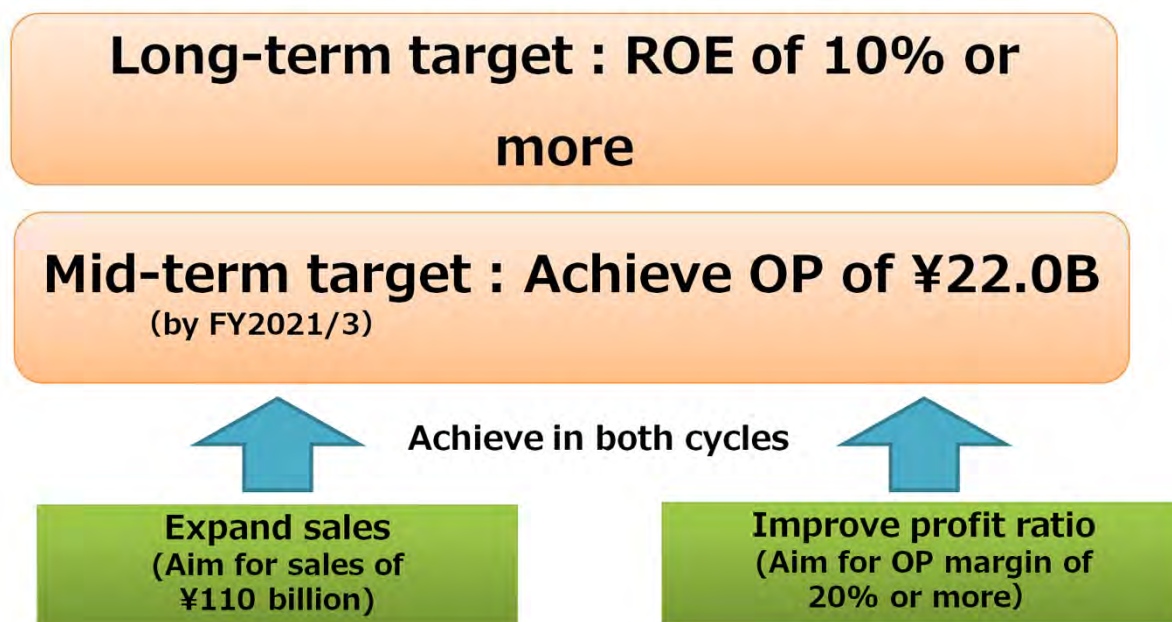 Long-term target : ROE of 10% or
more
Mid-term target : Achieve OP of ¥22.0B
（by FY2021/3）
Achieve in both cycles
Expand sales
(Aim for sales of
¥110 billion)
Improve profit ratio
(Aim for OP margin of
20% or more）